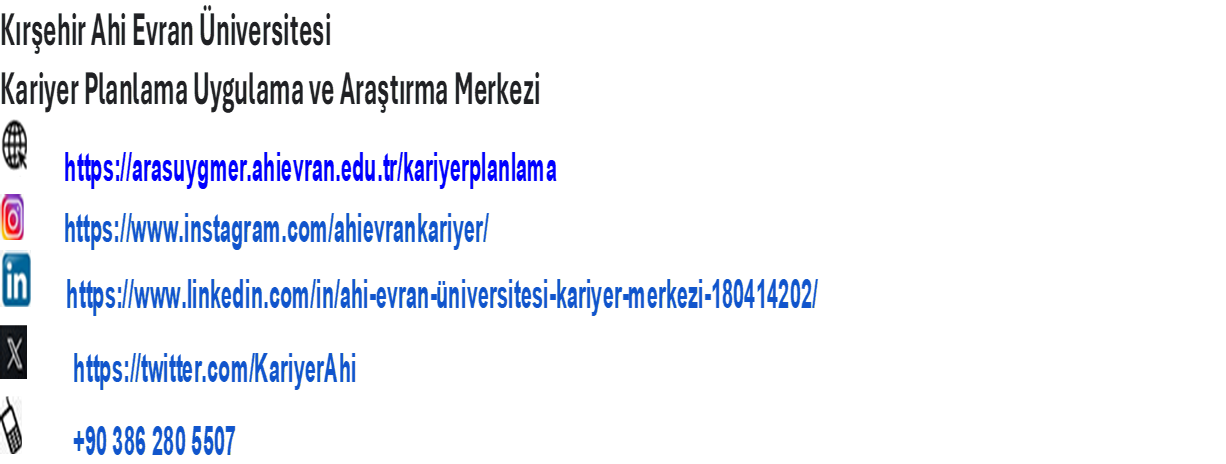 Kırşehir Ahi Evran Üniversitesi
Kariyer Planlama Uygulama ve Araştırma Merkezi
https://arasuygmer.ahievran.edu.tr/kariyerplanlama
https://www.instagram.com/ahievrankariyer/
in https://www.linkedin.com/in/ahi-evran-üniversitesi-kariyer-merkezi-180414202/
X https://twitter.com/KariyerAhi
+90 386 280 5507